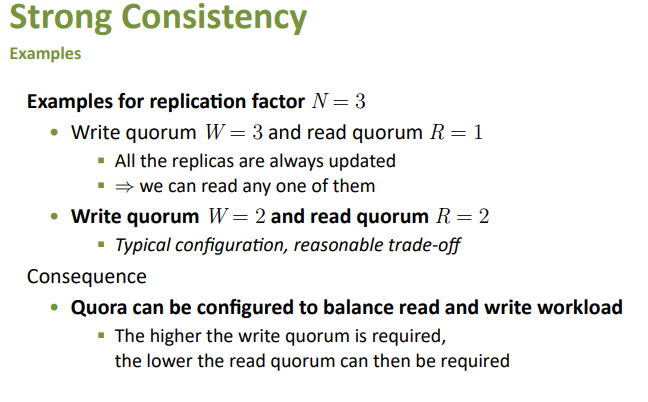 Strong Consistency
Examples
Examples for replication factor N = 3
• Write quorum W = 3 and read quorum R = 1
▪ All the replicas are always updated
▪ ⇒ we can read any one of them
• Write quorum W = 2 and read quorum R = 2
▪ Typical configuration, reasonable trade-off
Consequence
• Quora can be configured to balance read and write workload
▪ The higher the write quorum is required,
the lower the read quorum can then be required